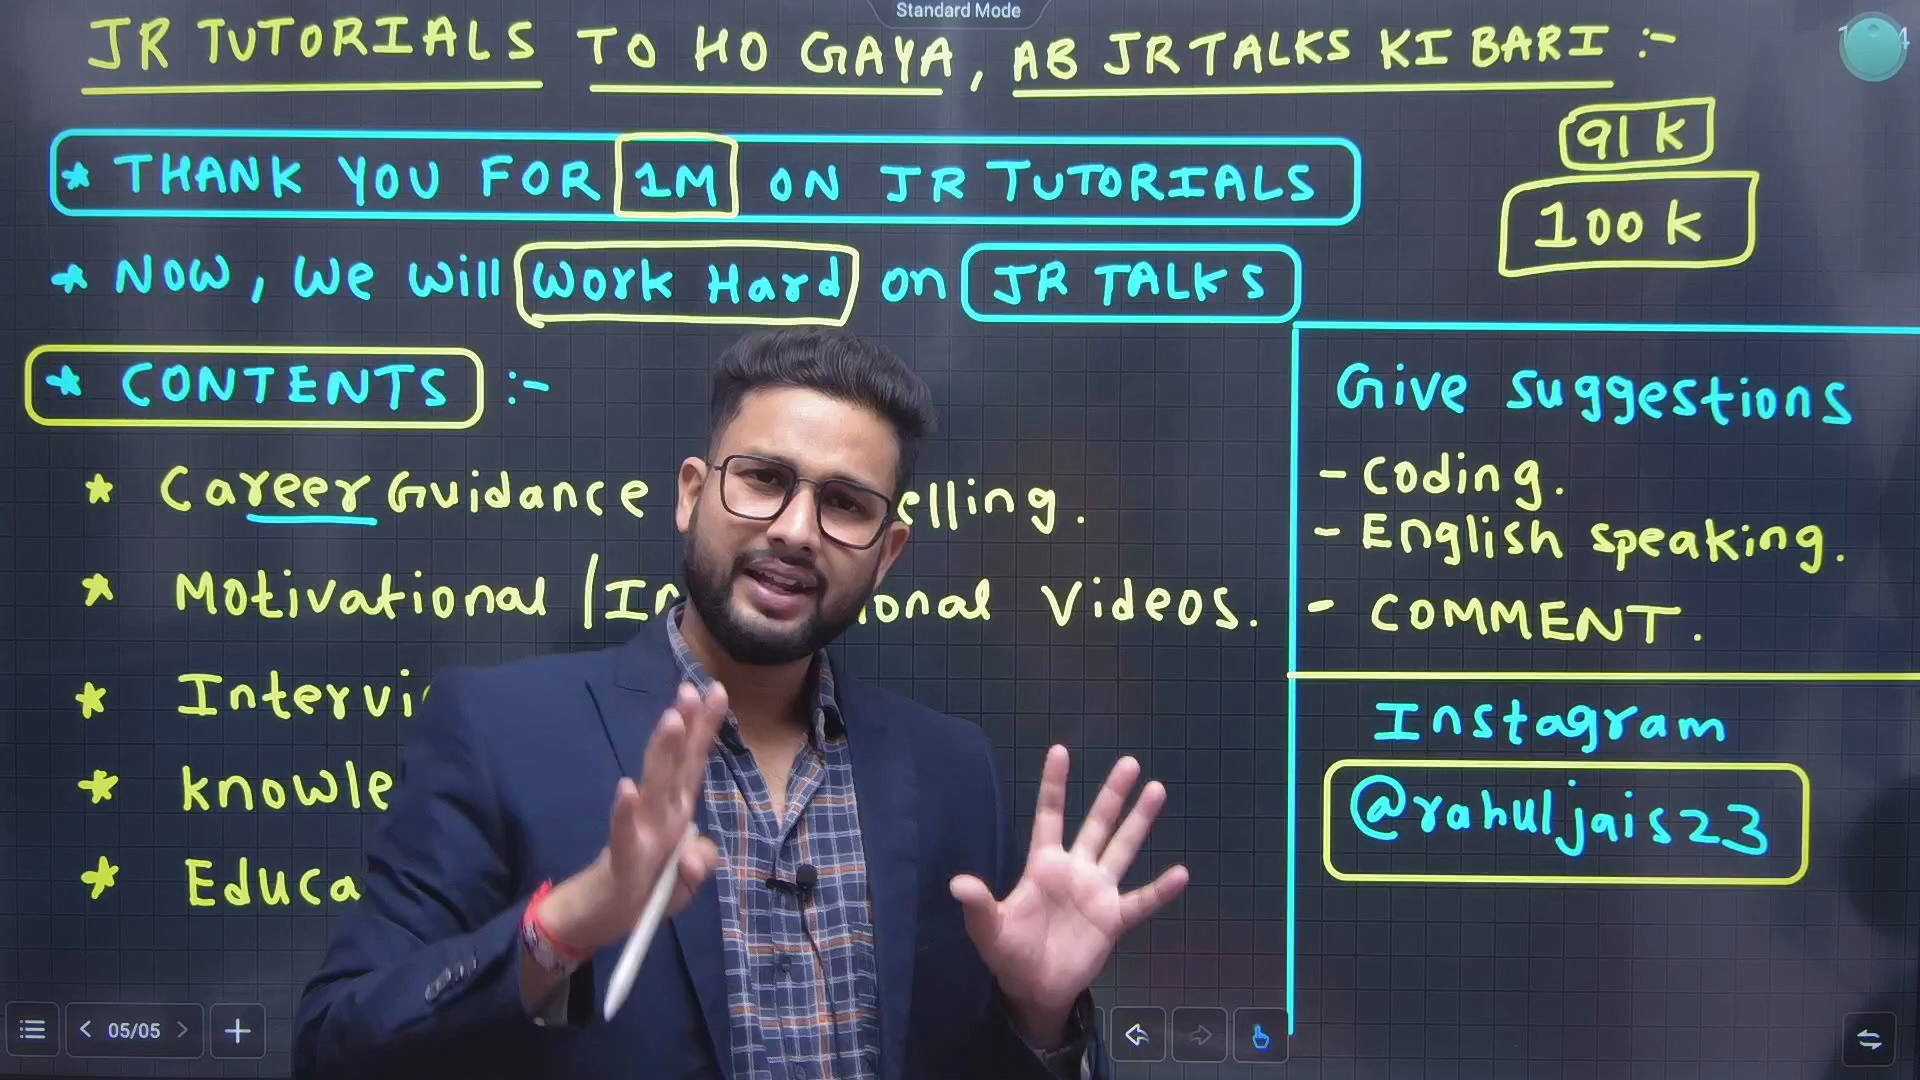 Standard Mode
JR TUTORIALS TO HO GAYA, AB JR TALKS KI BARI :-
91 K
100 K
* THANK YOU FOR 1M ON JR TUTORIALS
* Now, We will Work Hard on JR TALKS
* CONTENTS :-
* Career Guidance elling.
* Motivational / In onal Videos.
* Intervi
* knowle
* Educa
Give suggestions
- Coding.
- English speaking.
- COMMENT.
Instagram
@rahuljais23
05/05